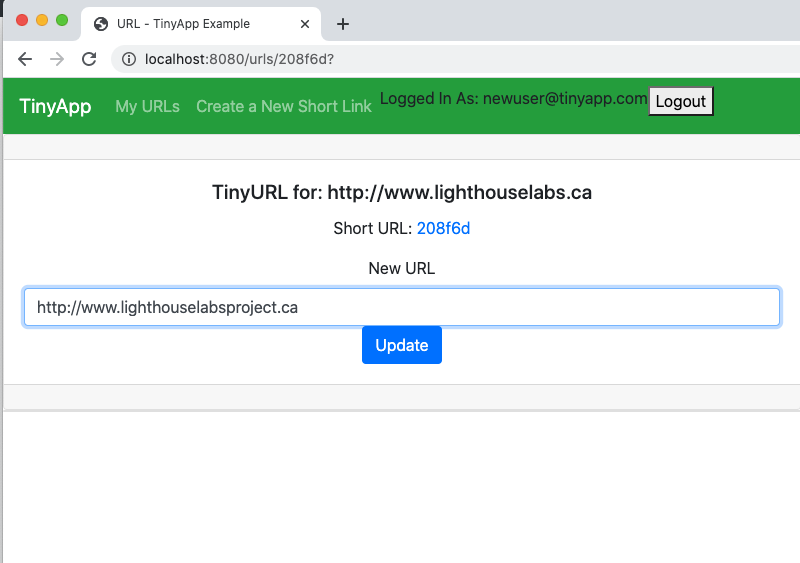 URL - TinyApp Example
localhost:8080/urls/208f6d?
TinyApp My URLs Create a New Short Link Logged In As: newuser@tinyapp.com Logout
TinyURL for: http://www.lighthouselabs.ca
Short URL: 208f6d
New URL
http://www.lighthouselabsproject.ca
Update